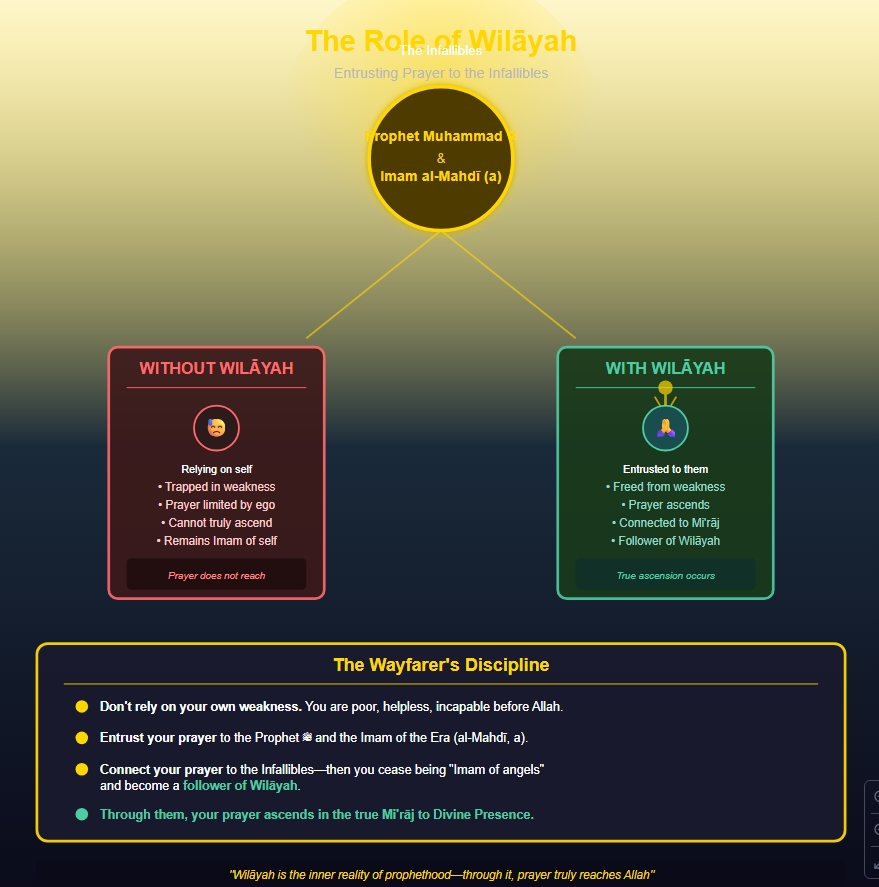 The Role of Wilāyah
The Infallibles
Entrusting Prayer to the Infallibles
Prophet Muhammad
&
Imam al-Mahdī (a)
WITHOUT WILĀYAH
Relying on self
• Trapped in weakness
• Prayer limited by ego
• Cannot truly ascend
• Remains Imam of self
Prayer does not reach
WITH WILĀYAH
Entrusted to them
• Freed from weakness
• Prayer ascends
• Connected to Mi'rāj
• Follower of Wilāyah
True ascension occurs
The Wayfarer's Discipline
Don't rely on your own weakness. You are poor, helpless, incapable before Allah.
Entrust your prayer to the Prophet ﷺ and the Imam of the Era (al-Mahdī, a).
Connect your prayer to the Infallibles—then you cease being "Imam of angels"
and become a follower of Wilāyah.
Through them, your prayer ascends in the true Mi'rāj to Divine Presence.
"Wilāyah is the inner reality of prophethood—through it, prayer truly reaches Allah"